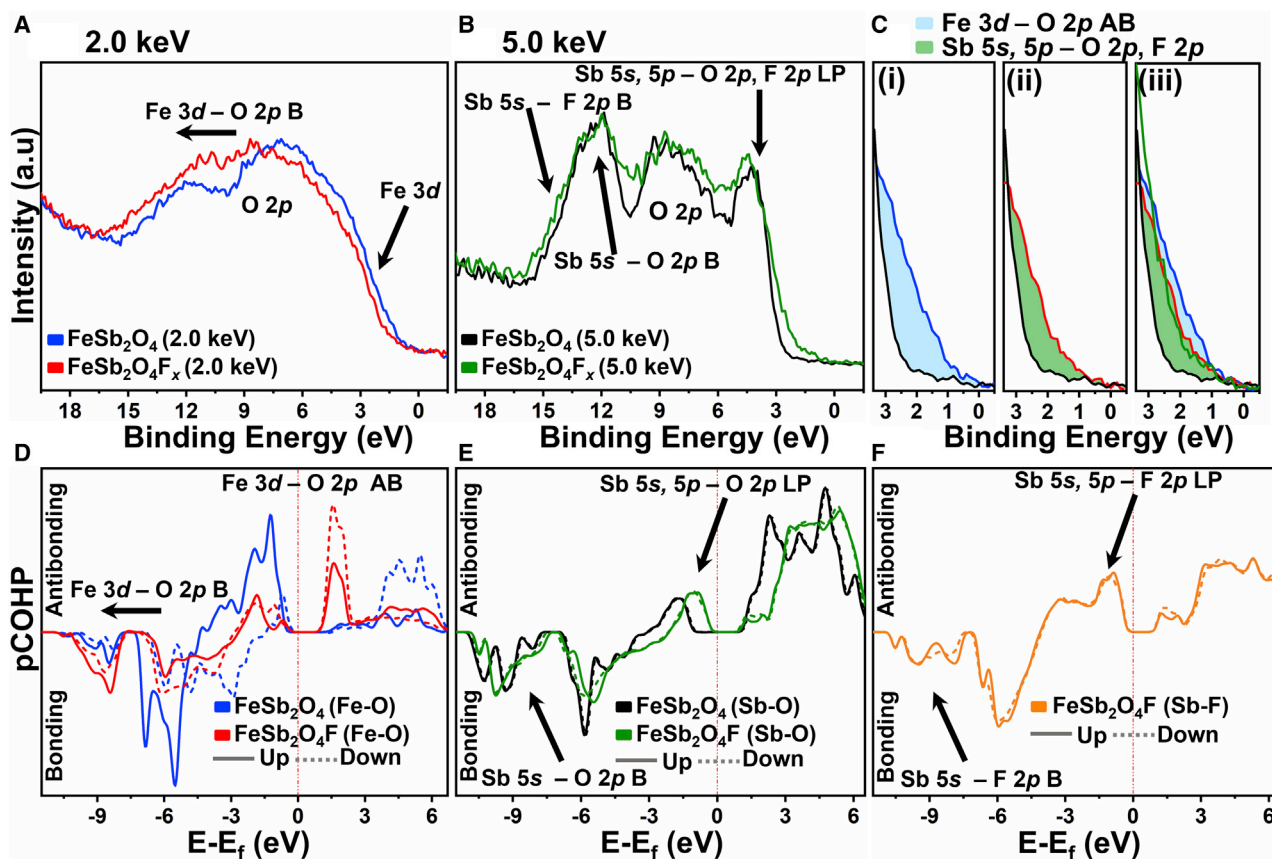 A
2.0 keV
Fe 3d – O 2p B
Fe 3d
O 2p
FeSb₂O₄ (2.0 keV)
FeSb₂O₄Fₓ (2.0 keV)
Intensity (a.u)
18 15 12 9 6 3 0
Binding Energy (eV)
B
5.0 keV
Sb 5s, 5p – O 2p, F 2p LP
Sb 5s – F 2p B
O 2p
Sb 5s – O 2p B
FeSb₂O₄ (5.0 keV)
FeSb₂O₄Fₓ (5.0 keV)
18 15 12 9 6 3 0
Binding Energy (eV)
C
Fe 3d – O 2p AB
Sb 5s, 5p – O 2p, F 2p
(i) (ii) (iii)
3 2 1 0 3 2 1 0 3 2 1 0
Binding Energy (eV)
D
Fe 3d – O 2p AB
Antibonding
Fe 3d – O 2p B
pCOHP
FeSb₂O₄ (Fe-O)
FeSb₂O₄F (Fe-O)
Up Down
Bonding
-9 -6 -3 0 3 6
E-Ef (eV)
E
Sb 5s, 5p – O 2p LP
Antibonding
FeSb₂O₄ (Sb-O)
FeSb₂O₄F (Sb-O)
Up Down
Bonding
Sb 5s – O 2p B
-9 -6 -3 0 3 6
E-Ef (eV)
F
Sb 5s, 5p – F 2p LP
Antibonding
FeSb₂O₄F (Sb-F)
Up Down
Bonding
Sb 5s – F 2p B
-9 -6 -3 0 3 6
E-Ef (eV)